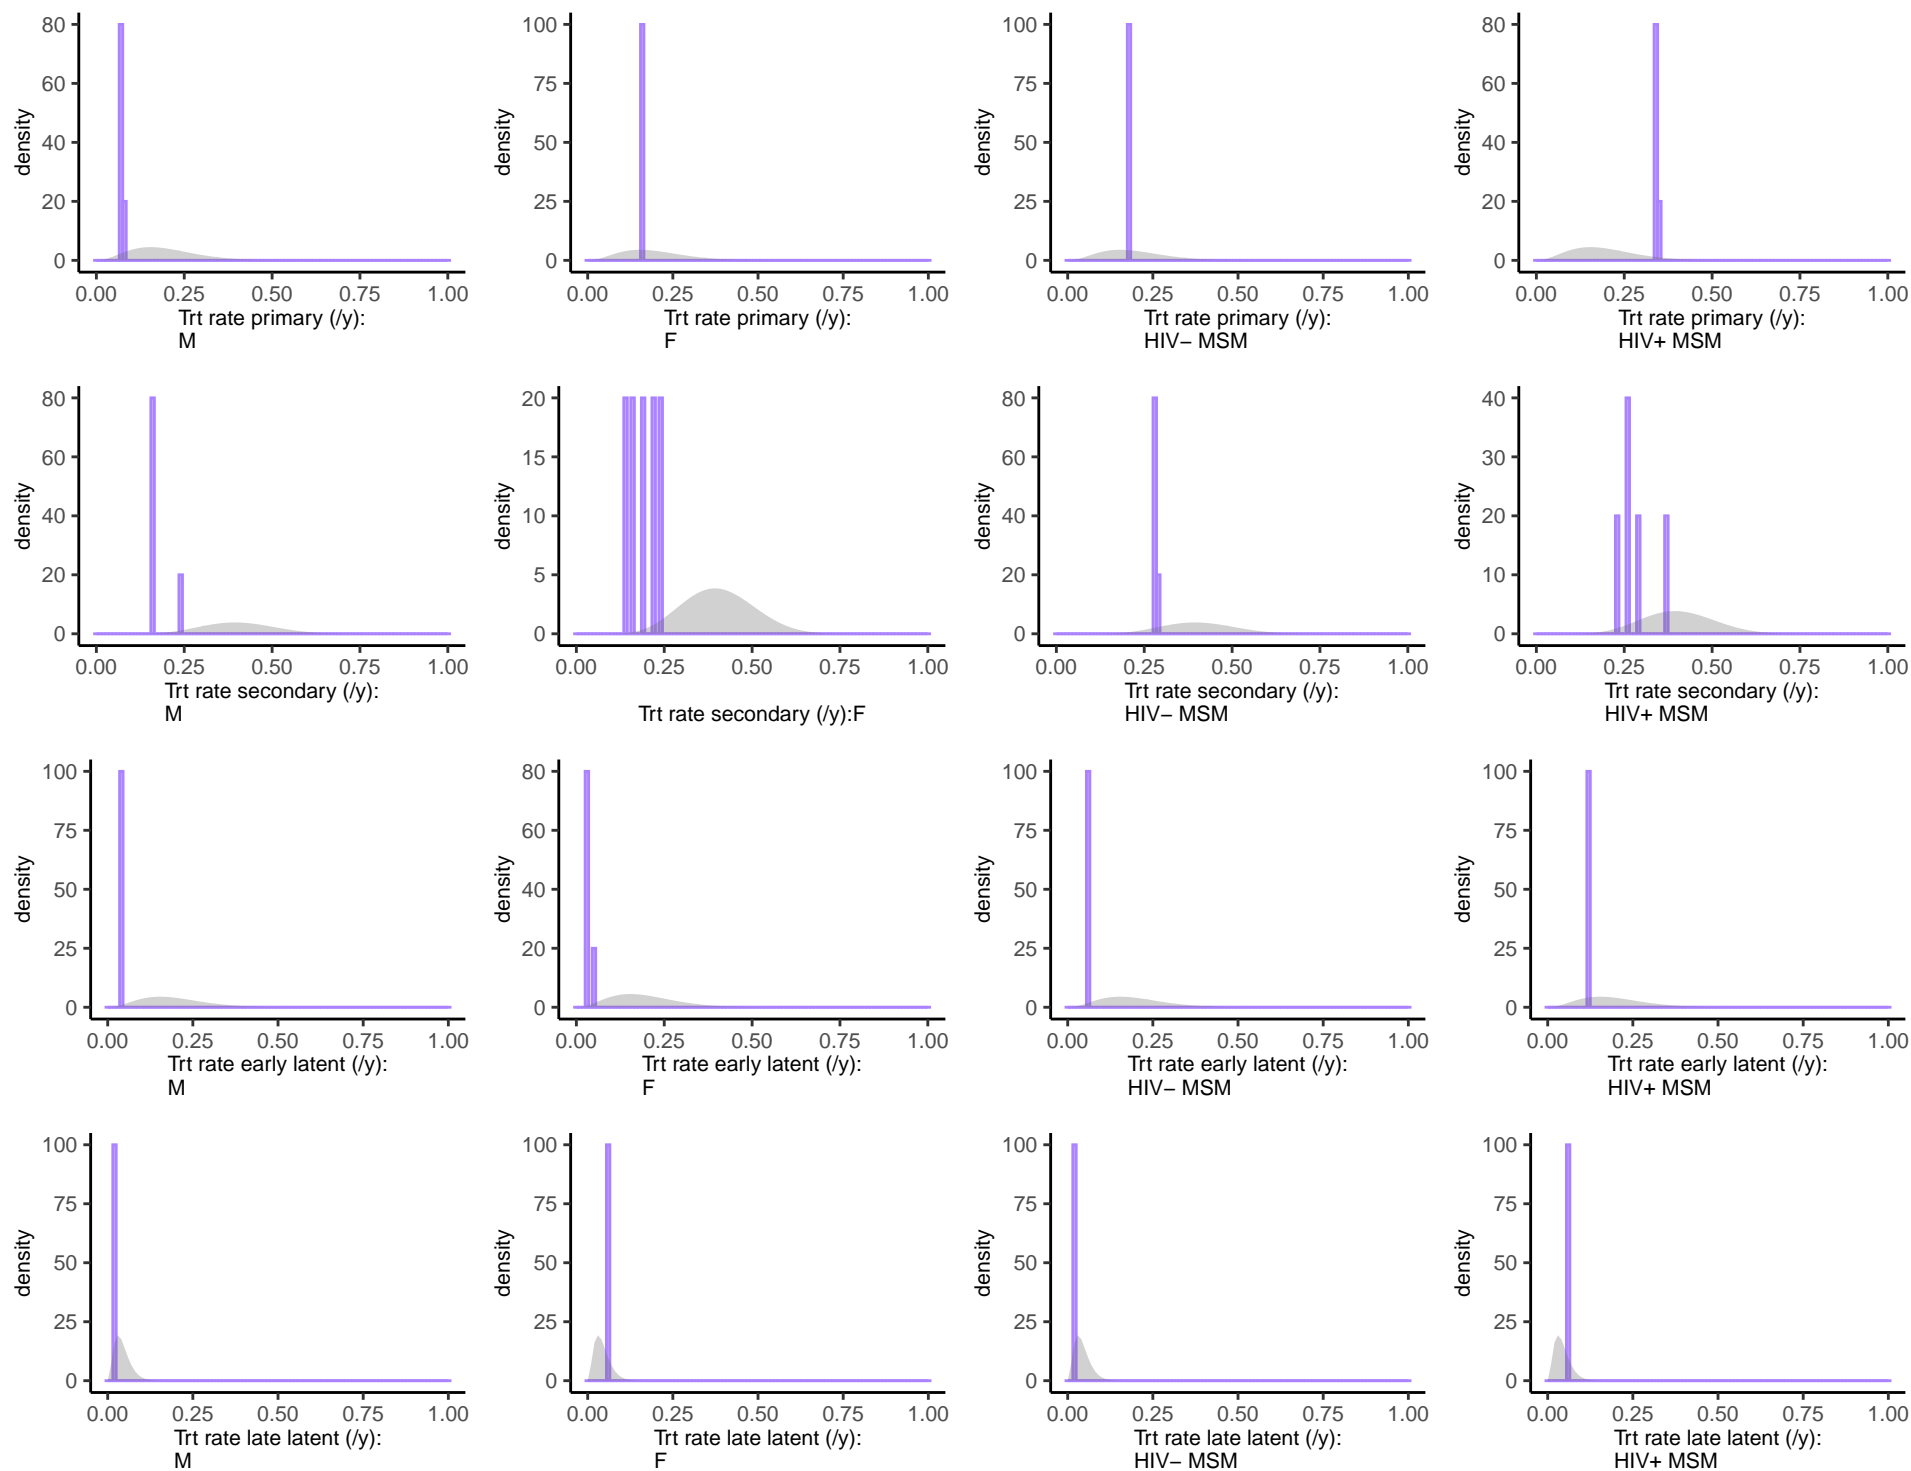 density
80
60
40
20
0
0.00 0.25 0.50 0.75 1.00
Trt rate primary (/y):
M
density
100
75
50
25
0
0.00 0.25 0.50 0.75 1.00
Trt rate primary (/y):
F
density
100
75
50
25
0
0.00 0.25 0.50 0.75 1.00
Trt rate primary (/y):
HIV− MSM
density
80
60
40
20
0
0.00 0.25 0.50 0.75 1.00
Trt rate primary (/y):
HIV+ MSM
density
80
60
40
20
0
0.00 0.25 0.50 0.75 1.00
Trt rate secondary (/y):
M
density
20
15
10
5
0
0.00 0.25 0.50 0.75 1.00
Trt rate secondary (/y):F
density
80
60
40
20
0
0.00 0.25 0.50 0.75 1.00
Trt rate secondary (/y):
HIV− MSM
density
40
30
20
10
0
0.00 0.25 0.50 0.75 1.00
Trt rate secondary (/y):
HIV+ MSM
density
100
75
50
25
0
0.00 0.25 0.50 0.75 1.00
Trt rate early latent (/y):
M
density
80
60
40
20
0
0.00 0.25 0.50 0.75 1.00
Trt rate early latent (/y):
F
density
100
75
50
25
0
0.00 0.25 0.50 0.75 1.00
Trt rate early latent (/y):
HIV− MSM
density
100
75
50
25
0
0.00 0.25 0.50 0.75 1.00
Trt rate early latent (/y):
HIV+ MSM
density
100
75
50
25
0
0.00 0.25 0.50 0.75 1.00
Trt rate late latent (/y):
M
density
100
75
50
25
0
0.00 0.25 0.50 0.75 1.00
Trt rate late latent (/y):
F
density
100
75
50
25
0
0.00 0.25 0.50 0.75 1.00
Trt rate late latent (/y):
HIV− MSM
density
100
75
50
25
0
0.00 0.25 0.50 0.75 1.00
Trt rate late latent (/y):
HIV+ MSM